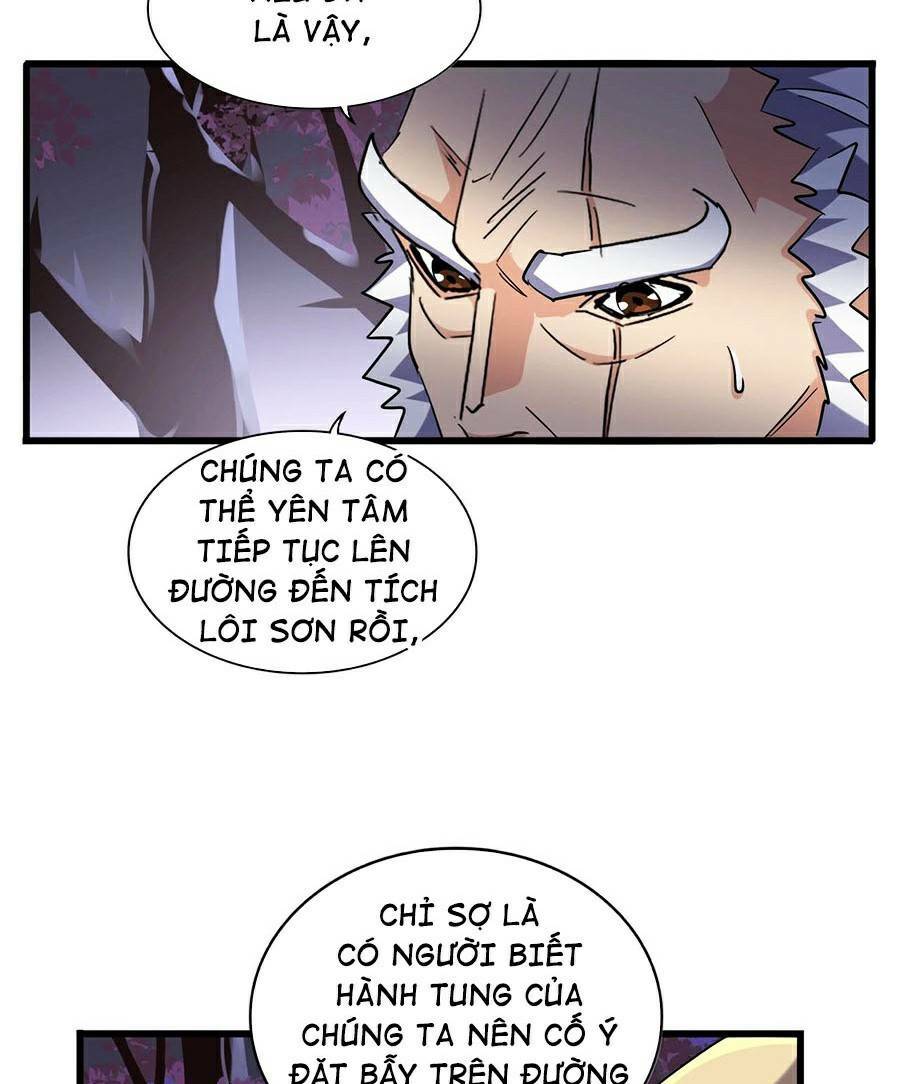 LÀ VẬY,
CHÚNG TA CÓ
THỂ YÊN TÂM
TIẾP TỤC LÊN
ĐƯỜNG ĐẾN TÍCH
LÔI SƠN RỒI,
CHỈ SỢ LÀ
CÓ NGƯỜI BIẾT
HÀNH TUNG CỦA
CHÚNG TA NÊN CỐ Ý
ĐẶT BẪY TRÊN ĐƯỜNG